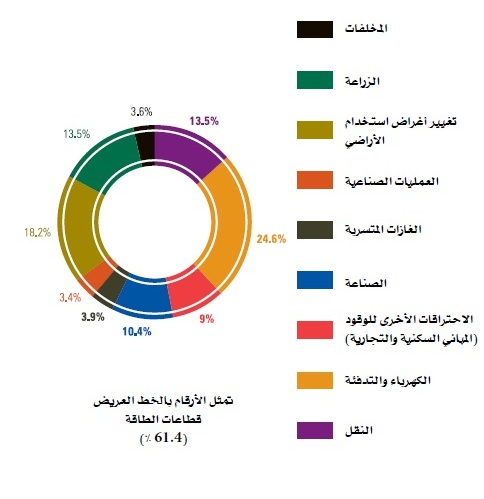 المخلفات
الزراعة
تغيير أغراض استخدام
الأراضي
العمليات الصناعية
الغازات المتسربة
الصناعة
الاحتراقات الأخرى للوقود
(المباني السكنية والتجارية)
الكهرباء والتدفئة
النقل
3.6%
13.5%
13.5%
24.6%
18.2%
3.4%
3.9%
10.4%
9%
تمثل الأرقام بالخط العريض
قطاعات الطاقة
(61.4 ٪)